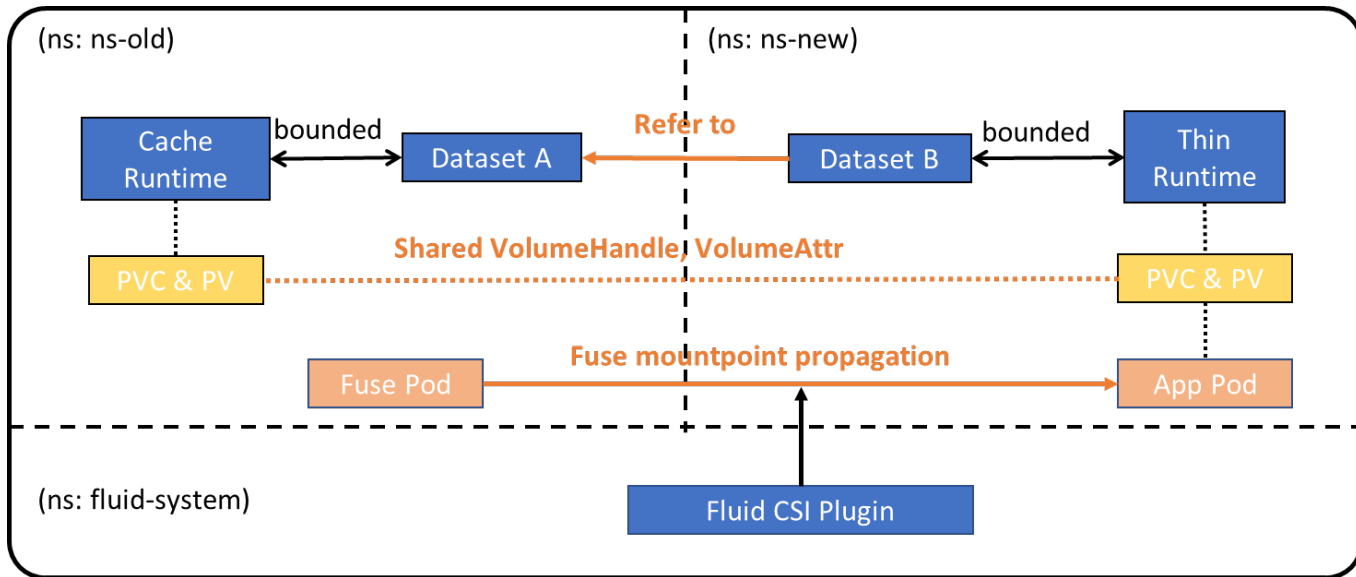 (ns: ns-old)
(ns: ns-new)
Cache
Runtime
bounded
Dataset A
Refer to
Dataset B
bounded
Thin
Runtime
Shared VolumeHandle, VolumeAttr
PVC & PV
PVC & PV
Fuse mountpoint propagation
Fuse Pod
App Pod
(ns: fluid-system)
Fluid CSI Plugin